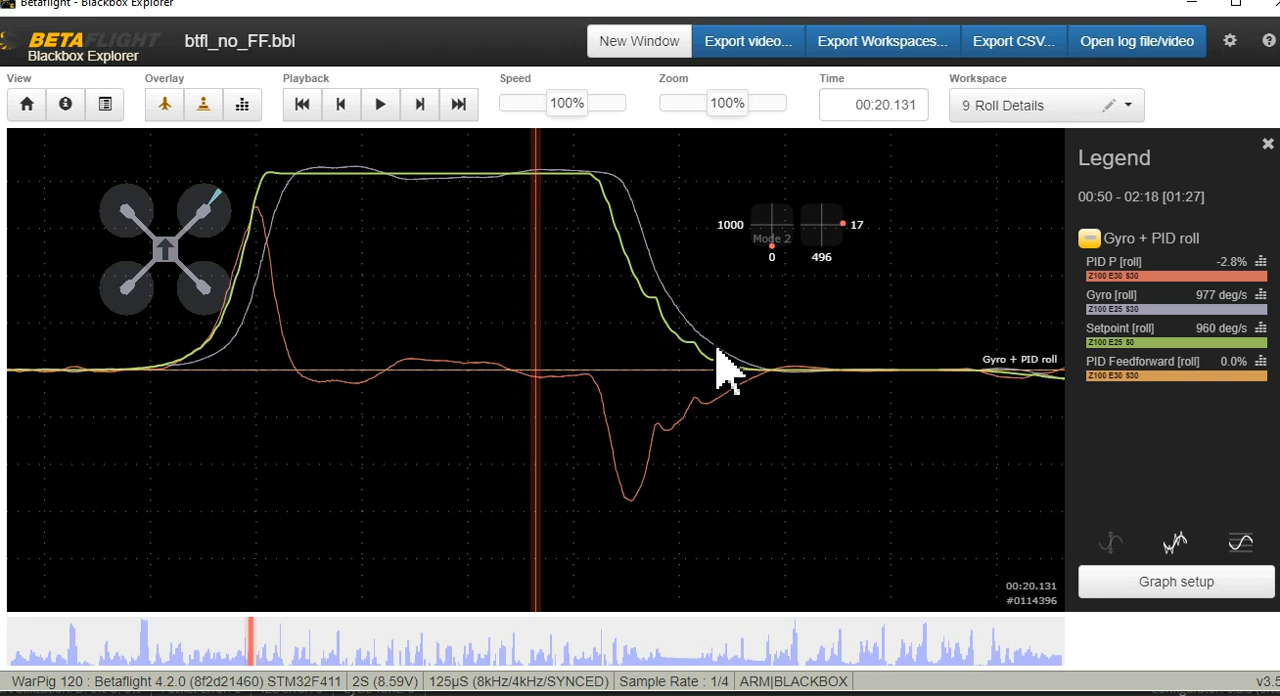 Betaflight - Blackbox Explorer
BETAFLIGHT
Blackbox Explorer
btfl_no_FF.bbl
New Window
Export video...
Export Workspaces...
Export CSV...
Open log file/video
View
Overlay
Playback
Speed
Zoom
Time
Workspace
100%
100%
00:20.131
9 Roll Details
Legend
00:50 - 02:18 [01:27]
Gyro + PID roll
PID P [roll] -2.8%
Z100 E30 S30
Gyro [roll] 977 deg/s
Z100 E25 S30
Setpoint [roll] 960 deg/s
Z100 E25 S0
PID Feedforward [roll] 0.0%
Z100 E30 S30
1000
Mode 2
17
0
496
Gyro + PID roll
00:20.131
#0114396
Graph setup
WarPig 120 : Betaflight 4.2.0 (8f2d21460) STM32F411 2S (8.59V) 125µS (8kHz/4kHz/SYNCED) Sample Rate : 1/4 ARM|BLACKBOX v3.5